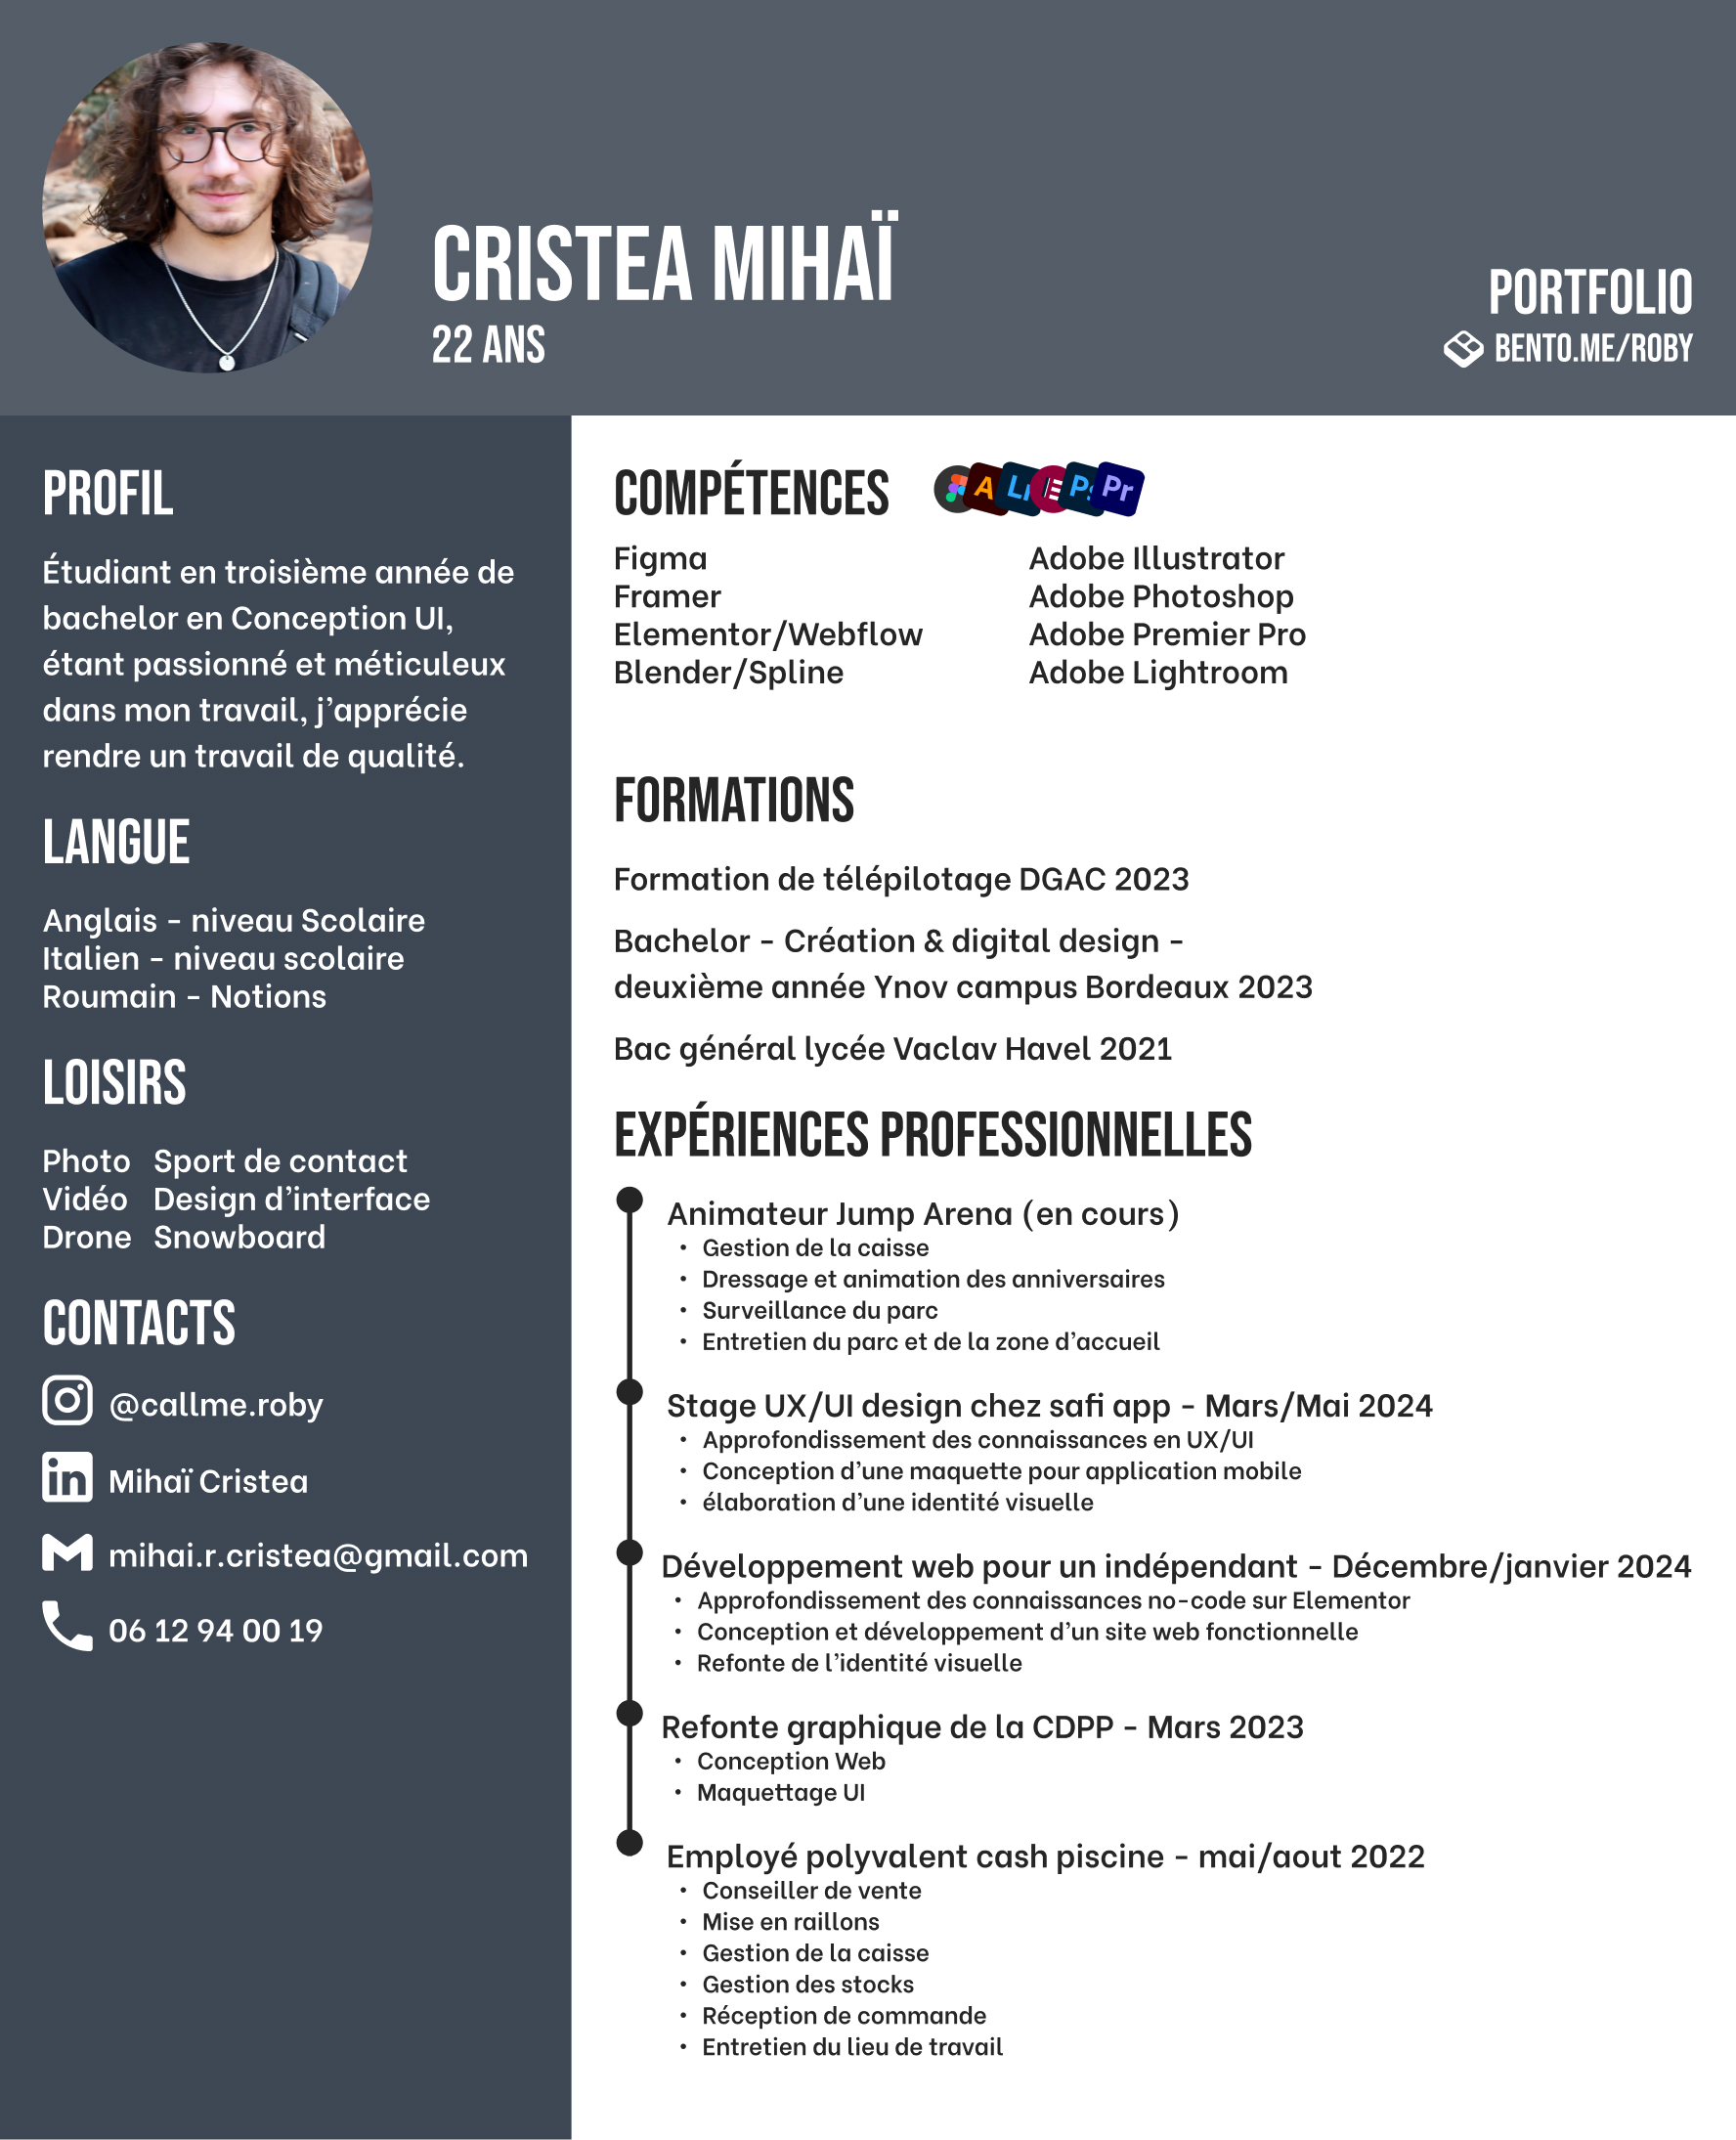 CRISTEA MIHAÏ
22 ANS
PORTFOLIO
BENTO.ME/ROBY
PROFIL
Étudiant en troisième année de
bachelor en Conception UI,
étant passionné et méticuleux
dans mon travail, j’apprécie
rendre un travail de qualité.
LANGUE
Anglais - niveau Scolaire
Italien - niveau scolaire
Roumain - Notions
LOISIRS
Photo Sport de contact
Vidéo Design d’interface
Drone Snowboard
CONTACTS
@callme.roby
in Mihaï Cristea
mihai.r.cristea@gmail.com
06 12 94 00 19
COMPÉTENCES A Lr Ps Pr
Figma Adobe Illustrator
Framer Adobe Photoshop
Elementor/Webflow Adobe Premier Pro
Blender/Spline Adobe Lightroom
FORMATIONS
Formation de télépilotage DGAC 2023
Bachelor - Création & digital design -
deuxième année Ynov campus Bordeaux 2023
Bac général lycée Vaclav Havel 2021
EXPÉRIENCES PROFESSIONNELLES
Animateur Jump Arena (en cours)
• Gestion de la caisse
• Dressage et animation des anniversaires
• Surveillance du parc
• Entretien du parc et de la zone d’accueil
Stage UX/UI design chez safi app - Mars/Mai 2024
• Approfondissement des connaissances en UX/UI
• Conception d’une maquette pour application mobile
• élaboration d’une identité visuelle
Développement web pour un indépendant - Décembre/janvier 2024
• Approfondissement des connaissances no-code sur Elementor
• Conception et développement d’un site web fonctionnelle
• Refonte de l’identité visuelle
Refonte graphique de la CDPP - Mars 2023
• Conception Web
• Maquettage UI
Employé polyvalent cash piscine - mai/aout 2022
• Conseiller de vente
• Mise en raillons
• Gestion de la caisse
• Gestion des stocks
• Réception de commande
• Entretien du lieu de travail